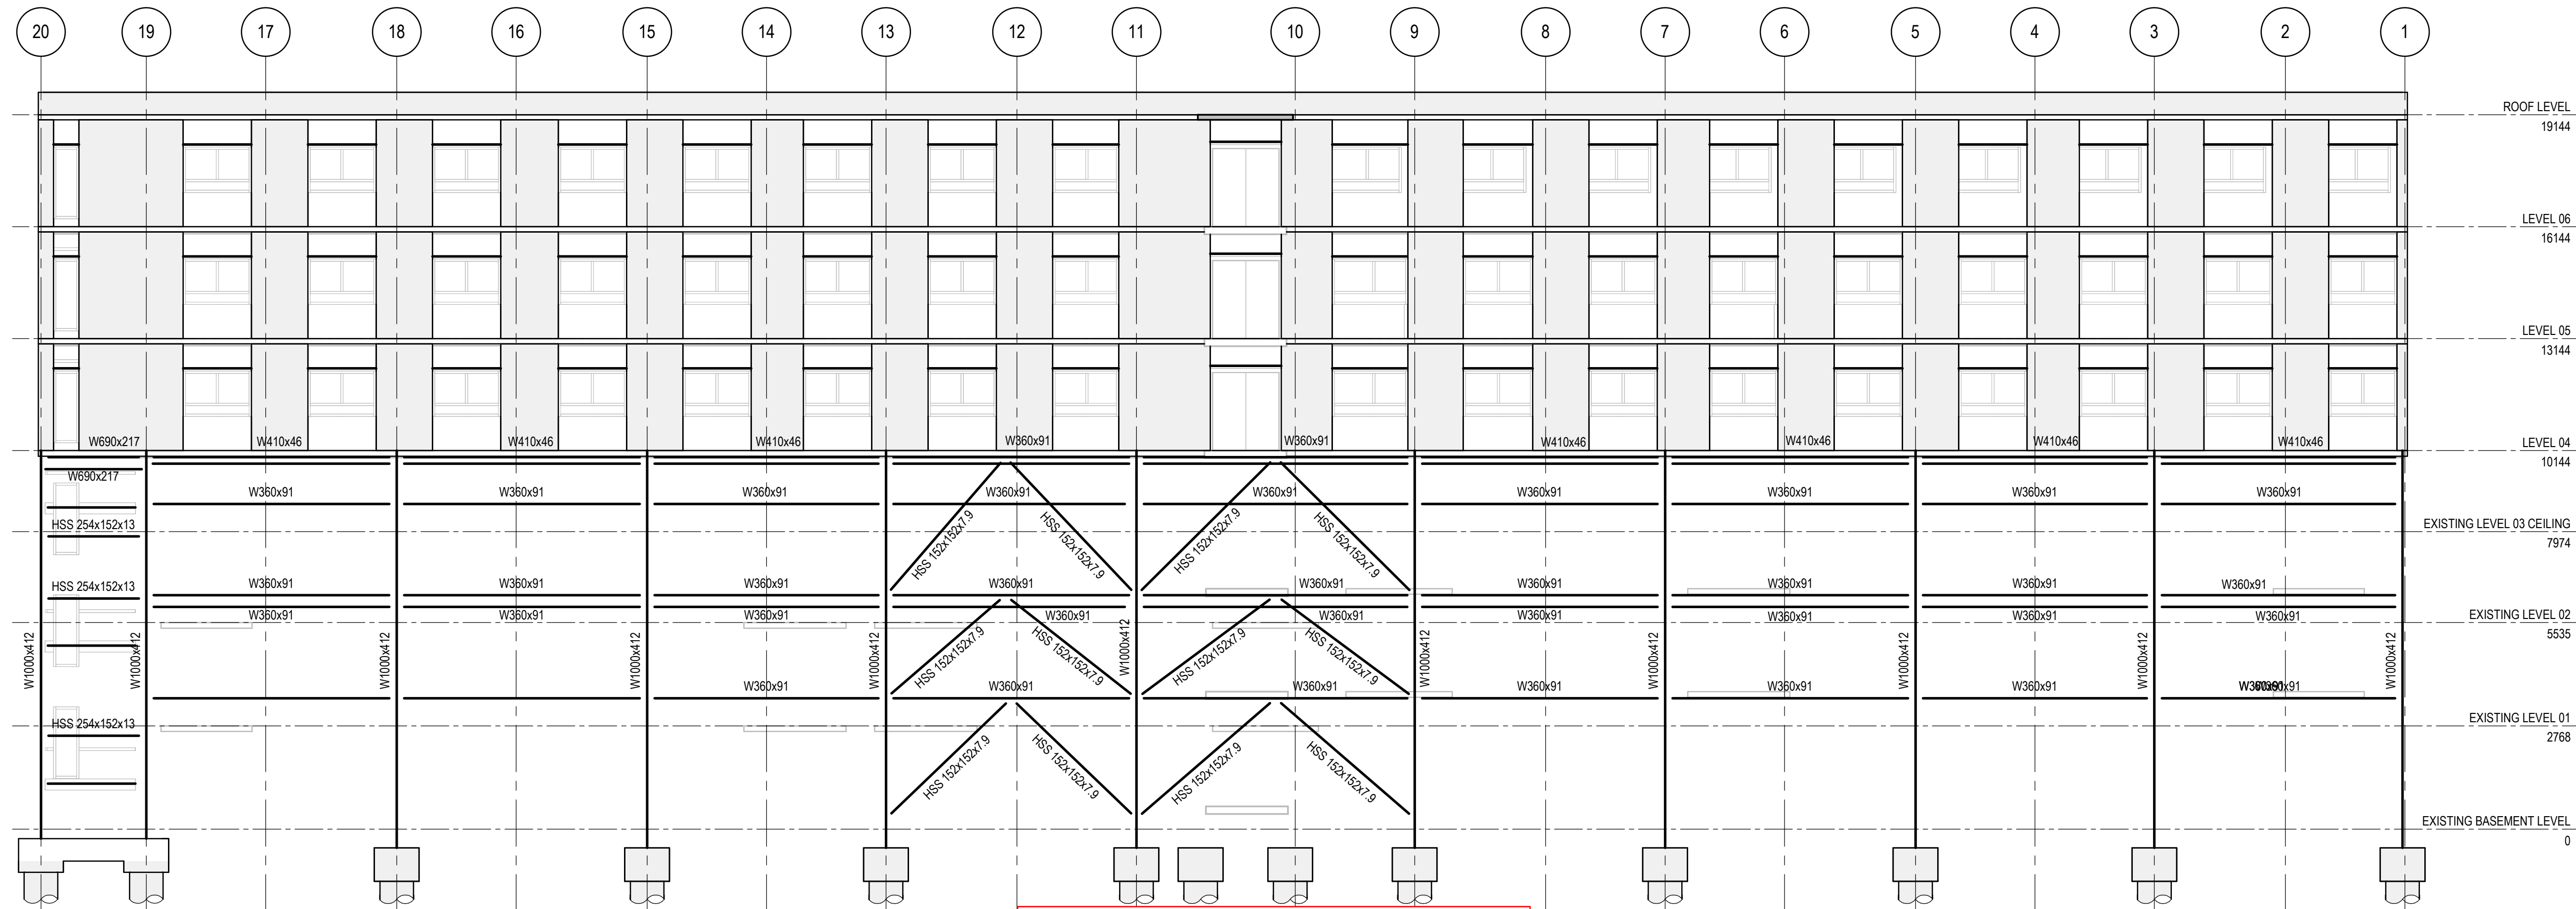 20 19 17 18 16 15 14 13 12 11 10 9 8 7 6 5 4 3 2 1
ROOF LEVEL
19144
LEVEL 06
16144
LEVEL 05
13144
W690x217 W410x46 W410x46 W410x46 W360x91 W360x91 W410x46 W410x46 W410x46 W410x46 LEVEL 04
10144
W690x217
W360x91 W360x91 W360x91 W360x91 W360x91 W360x91 W360x91 W360x91 W360x91
HSS 254x152x13 EXISTING LEVEL 03 CEILING
7974
HSS 152x152x7.9 HSS 152x152x7.9 HSS 152x152x7.9 HSS 152x152x7.9
HSS 254x152x13 W360x91 W360x91 W360x91 W360x91 W360x91 W360x91 W360x91 W360x91 W360x91
W360x91 W360x91 W360x91 W360x91 W360x91 W360x91 W360x91 W360x91 W360x91 EXISTING LEVEL 02
5535
W1000x412 W1000x412 W1000x412 W1000x412 W1000x412 W1000x412 W1000x412 W1000x412 W1000x412 W1000x412 W1000x412
HSS 152x152x7.9 HSS 152x152x7.9 HSS 152x152x7.9 HSS 152x152x7.9
W360x91 W360x91 W360x91 W360x91 W360x91 W360x91 W360x91 W360x91
HSS 254x152x13 EXISTING LEVEL 01
2768
HSS 152x152x7.9 HSS 152x152x7.9 HSS 152x152x7.9 HSS 152x152x7.9
EXISTING BASEMENT LEVEL
0